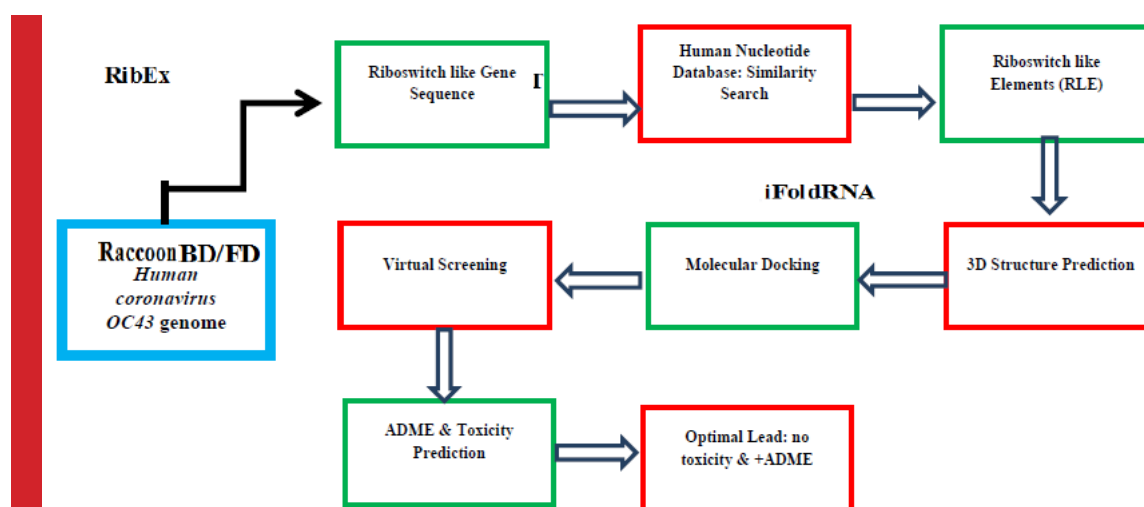 RibEx
Riboswitch like Gene
Sequence
Human Nucleotide
Database: Similarity
Search
Riboswitch like
Elements (RLE)
iFoldRNA
Raccoon BD/FD
Human
coronavirus
OC43 genome
Virtual Screening
Molecular Docking
3D Structure Prediction
ADME & Toxicity
Prediction
Optimal Lead: no
toxicity & +ADME